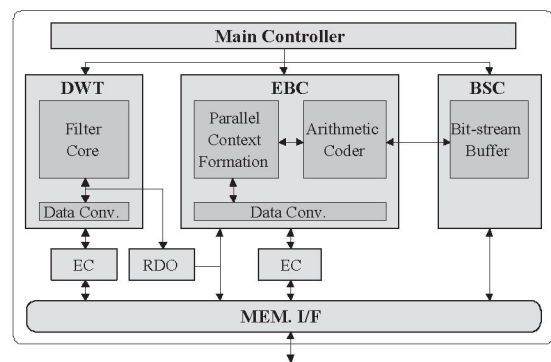 Main Controller
DWT
Filter
Core
Data Conv.
EBC
Parallel
Context
Formation
Arithmetic
Coder
Data Conv.
BSC
Bit-stream
Buffer
EC
RDO
EC
MEM. I/F